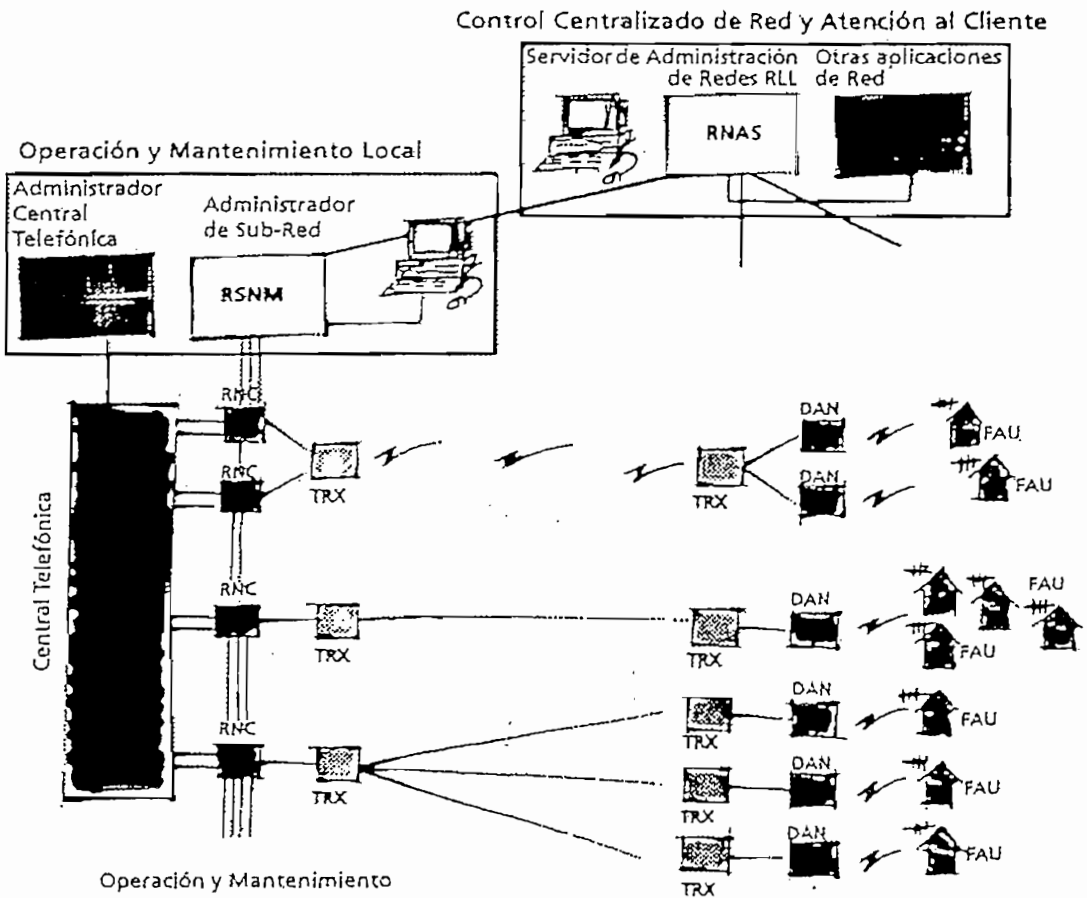 Control Centralizado de Red y Atención al Cliente
Servidor de Administración
de Redes RLL
Otras aplicaciones
de Red
RNAS
Operación y Mantenimiento Local
Administrador
Central
Telefónica
Administrador
de Sub-Red
RSNM
Central Telefónica
RNC
TRX
RNC
TRX
DAN
FAU
DAN
FAU
RNC
TRX
TRX
DAN
FAU
FAU
RNC
TRX
TRX
DAN
FAU
TRX
DAN
FAU
TRX
DAN
FAU
Operación y Mantenimiento